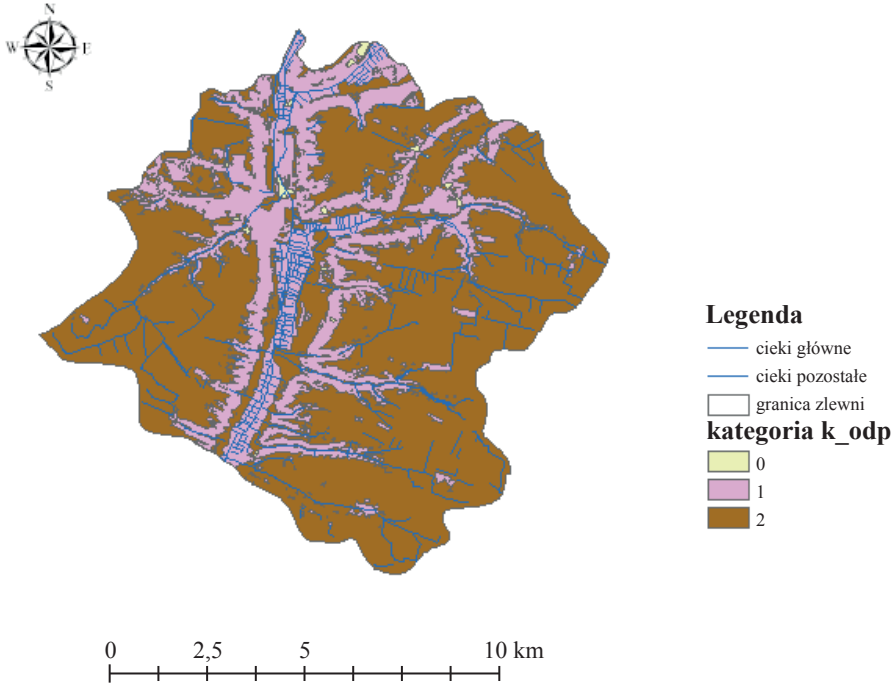 N
W E
S
Legenda
cieki główne
cieki pozostałe
granica zlewni
kategoria k_odp
0
1
2
0 2,5 5 10 km